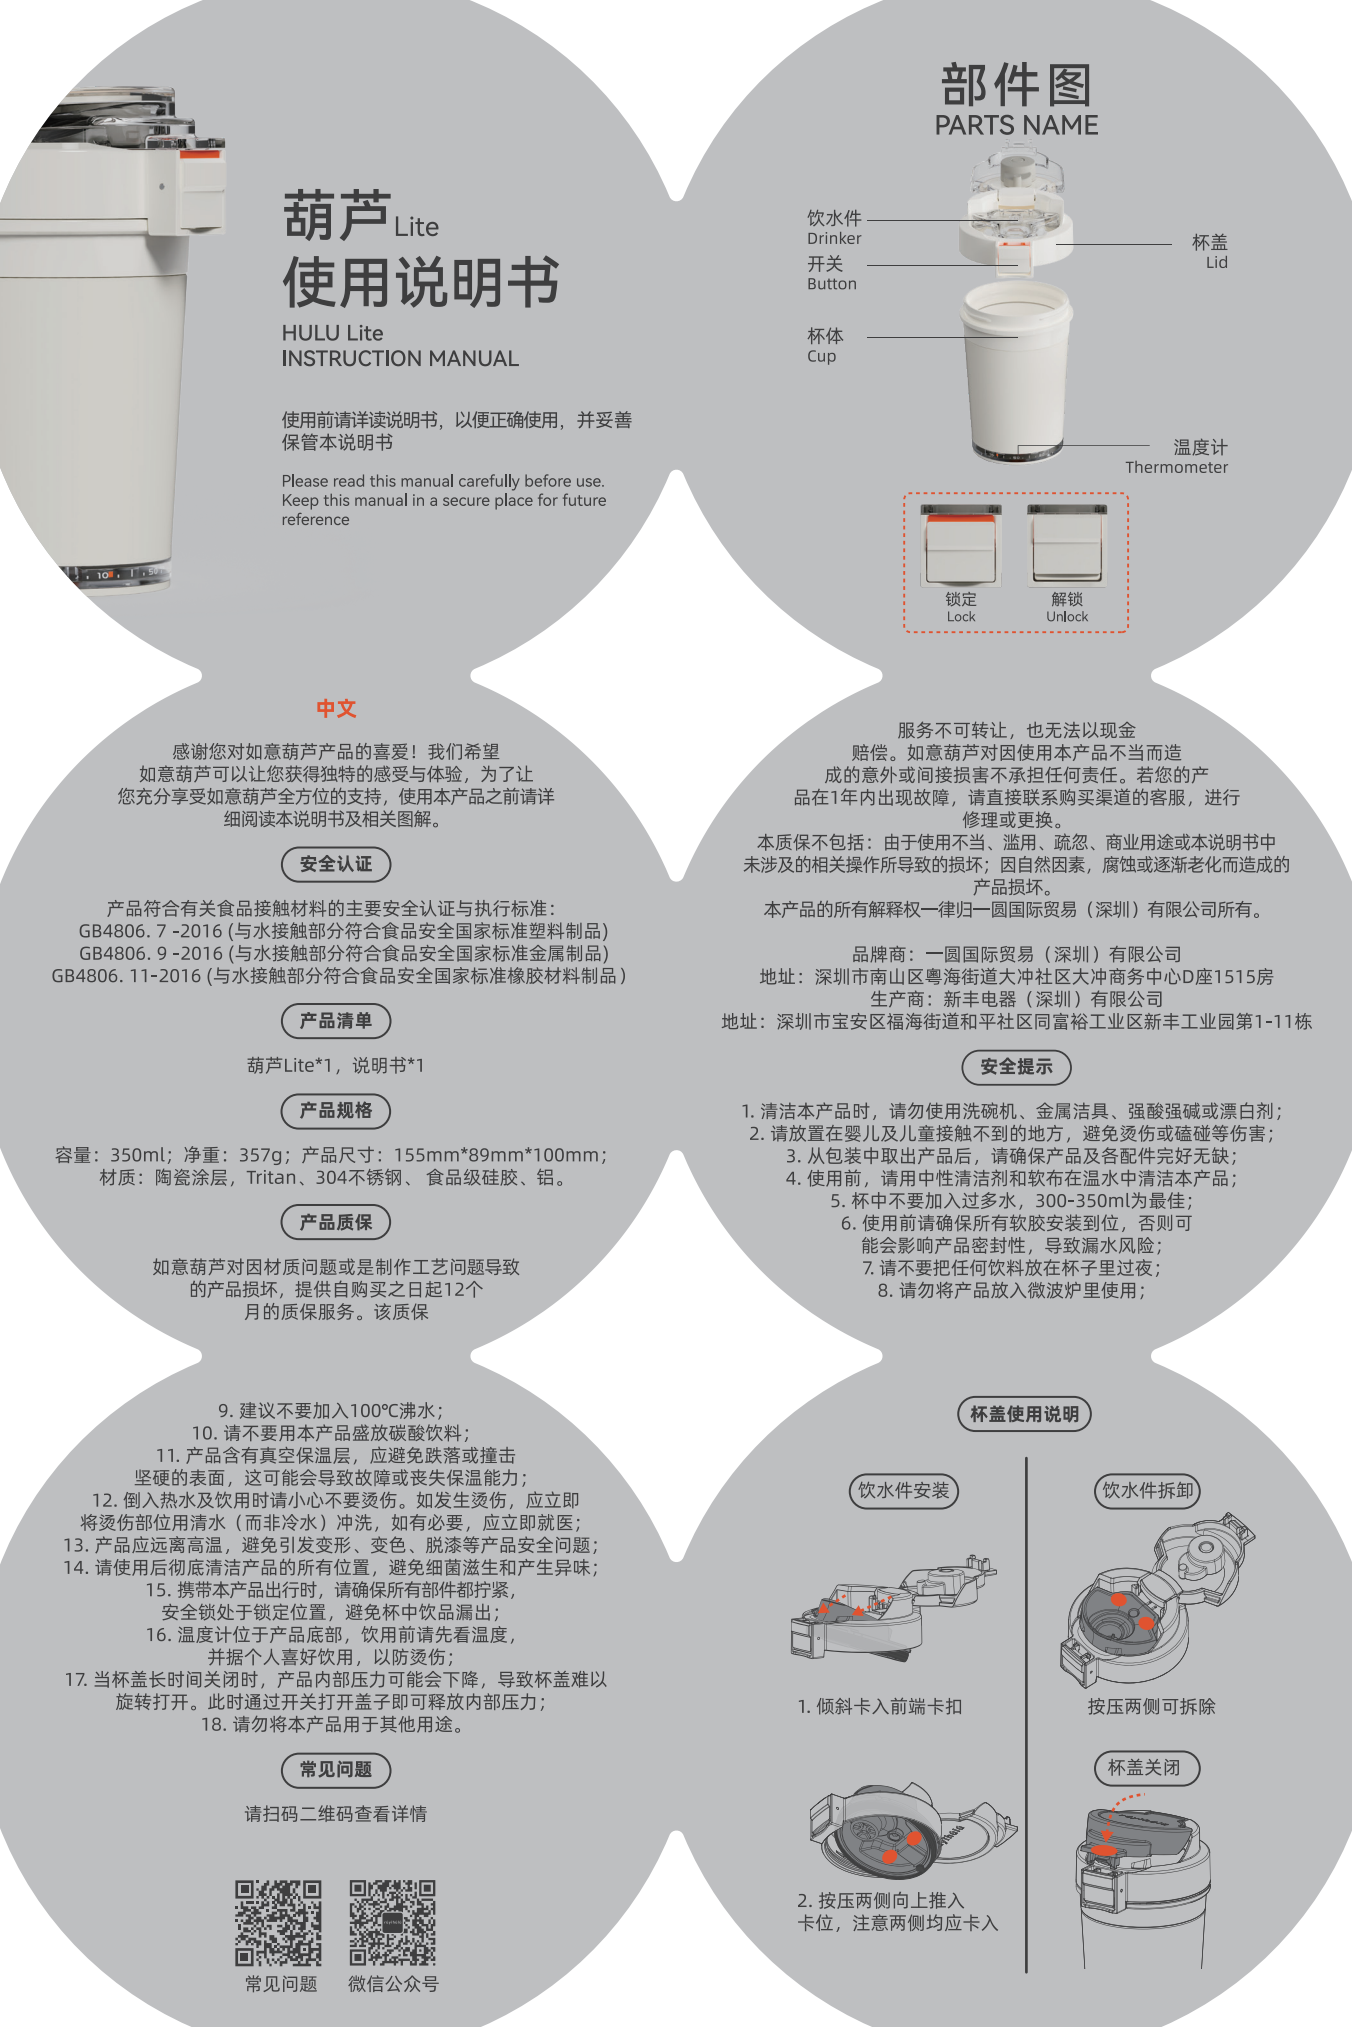 葫芦 Lite
使用说明书
HULU Lite
INSTRUCTION MANUAL
使用前请详读说明书，以便正确使用，并妥善
保管本说明书
Please read this manual carefully before use.
Keep this manual in a secure place for future
reference
10
部件图
PARTS NAME
饮水件
Drinker
开关
Button
杯体
Cup
杯盖
Lid
温度计
Thermometer
锁定
Lock
解锁
Unlock
中文
感谢您对如意葫芦产品的喜爱！我们希望
如意葫芦可以让您获得独特的感受与体验，为了让
您充分享受如意葫芦全方位的支持，使用本产品之前请详
细阅读本说明书及相关图解。
安全认证
产品符合有关食品接触材料的主要安全认证与执行标准：
GB4806. 7 -2016 (与水接触部分符合食品安全国家标准塑料制品)
GB4806. 9 -2016 (与水接触部分符合食品安全国家标准金属制品)
GB4806. 11-2016 (与水接触部分符合食品安全国家标准橡胶材料制品）
产品清单
葫芦Lite*1，说明书*1
产品规格
容量：350ml；净重：357g；产品尺寸：155mm*89mm*100mm；
材质：陶瓷涂层，Tritan、304不锈钢、 食品级硅胶、铝。
产品质保
如意葫芦对因材质问题或是制作工艺问题导致
的产品损坏，提供自购买之日起12个
月的质保服务。该质保
服务不可转让，也无法以现金
赔偿。如意葫芦对因使用本产品不当而造
成的意外或间接损害不承担任何责任。若您的产
品在1年内出现故障，请直接联系购买渠道的客服，进行
修理或更换。
本质保不包括：由于使用不当、滥用、疏忽、商业用途或本说明书中
未涉及的相关操作所导致的损坏；因自然因素，腐蚀或逐渐老化而造成的
产品损坏。
本产品的所有解释权一律归一圆国际贸易（深圳）有限公司所有。
品牌商：一圆国际贸易（深圳）有限公司
地址：深圳市南山区粤海街道大冲社区大冲商务中心D座1515房
生产商：新丰电器（深圳）有限公司
地址：深圳市宝安区福海街道和平社区同富裕工业区新丰工业园第1-11栋
安全提示
1. 清洁本产品时，请勿使用洗碗机、金属洁具、强酸强碱或漂白剂；
2. 请放置在婴儿及儿童接触不到的地方，避免烫伤或磕碰等伤害；
3. 从包装中取出产品后，请确保产品及各配件完好无缺；
4. 使用前，请用中性清洁剂和软布在温水中清洁本产品；
5. 杯中不要加入过多水，300-350ml为最佳；
6. 使用前请确保所有软胶安装到位，否则可
能会影响产品密封性，导致漏水风险；
7. 请不要把任何饮料放在杯子里过夜；
8. 请勿将产品放入微波炉里使用；
9. 建议不要加入100℃沸水；
10. 请不要用本产品盛放碳酸饮料；
11. 产品含有真空保温层，应避免跌落或撞击
坚硬的表面，这可能会导致故障或丧失保温能力；
12. 倒入热水及饮用时请小心不要烫伤。如发生烫伤，应立即
将烫伤部位用清水（而非冷水）冲洗，如有必要，应立即就医；
13. 产品应远离高温，避免引发变形、变色、脱漆等产品安全问题；
14. 请使用后彻底清洁产品的所有位置，避免细菌滋生和产生异味；
15. 携带本产品出行时，请确保所有部件都拧紧，
安全锁处于锁定位置，避免杯中饮品漏出；
16. 温度计位于产品底部，饮用前请先看温度，
并据个人喜好饮用，以防烫伤；
17. 当杯盖长时间关闭时，产品内部压力可能会下降，导致杯盖难以
旋转打开。此时通过开关打开盖子即可释放内部压力；
18. 请勿将本产品用于其他用途。
常见问题
请扫码二维码查看详情
常见问题
微信公众号
杯盖使用说明
饮水件安装
1. 倾斜卡入前端卡扣
2. 按压两侧向上推入
卡位，注意两侧均应卡入
饮水件拆卸
按压两侧可拆除
杯盖关闭